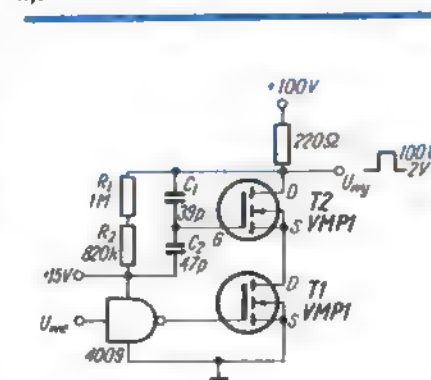 +100V
220Ω
100V
2V
R1
1M
C1
39p
D
T2
VMP1
S
G
R2
820k
C2
47p
+15V
D
T1
VMP1
S
4009